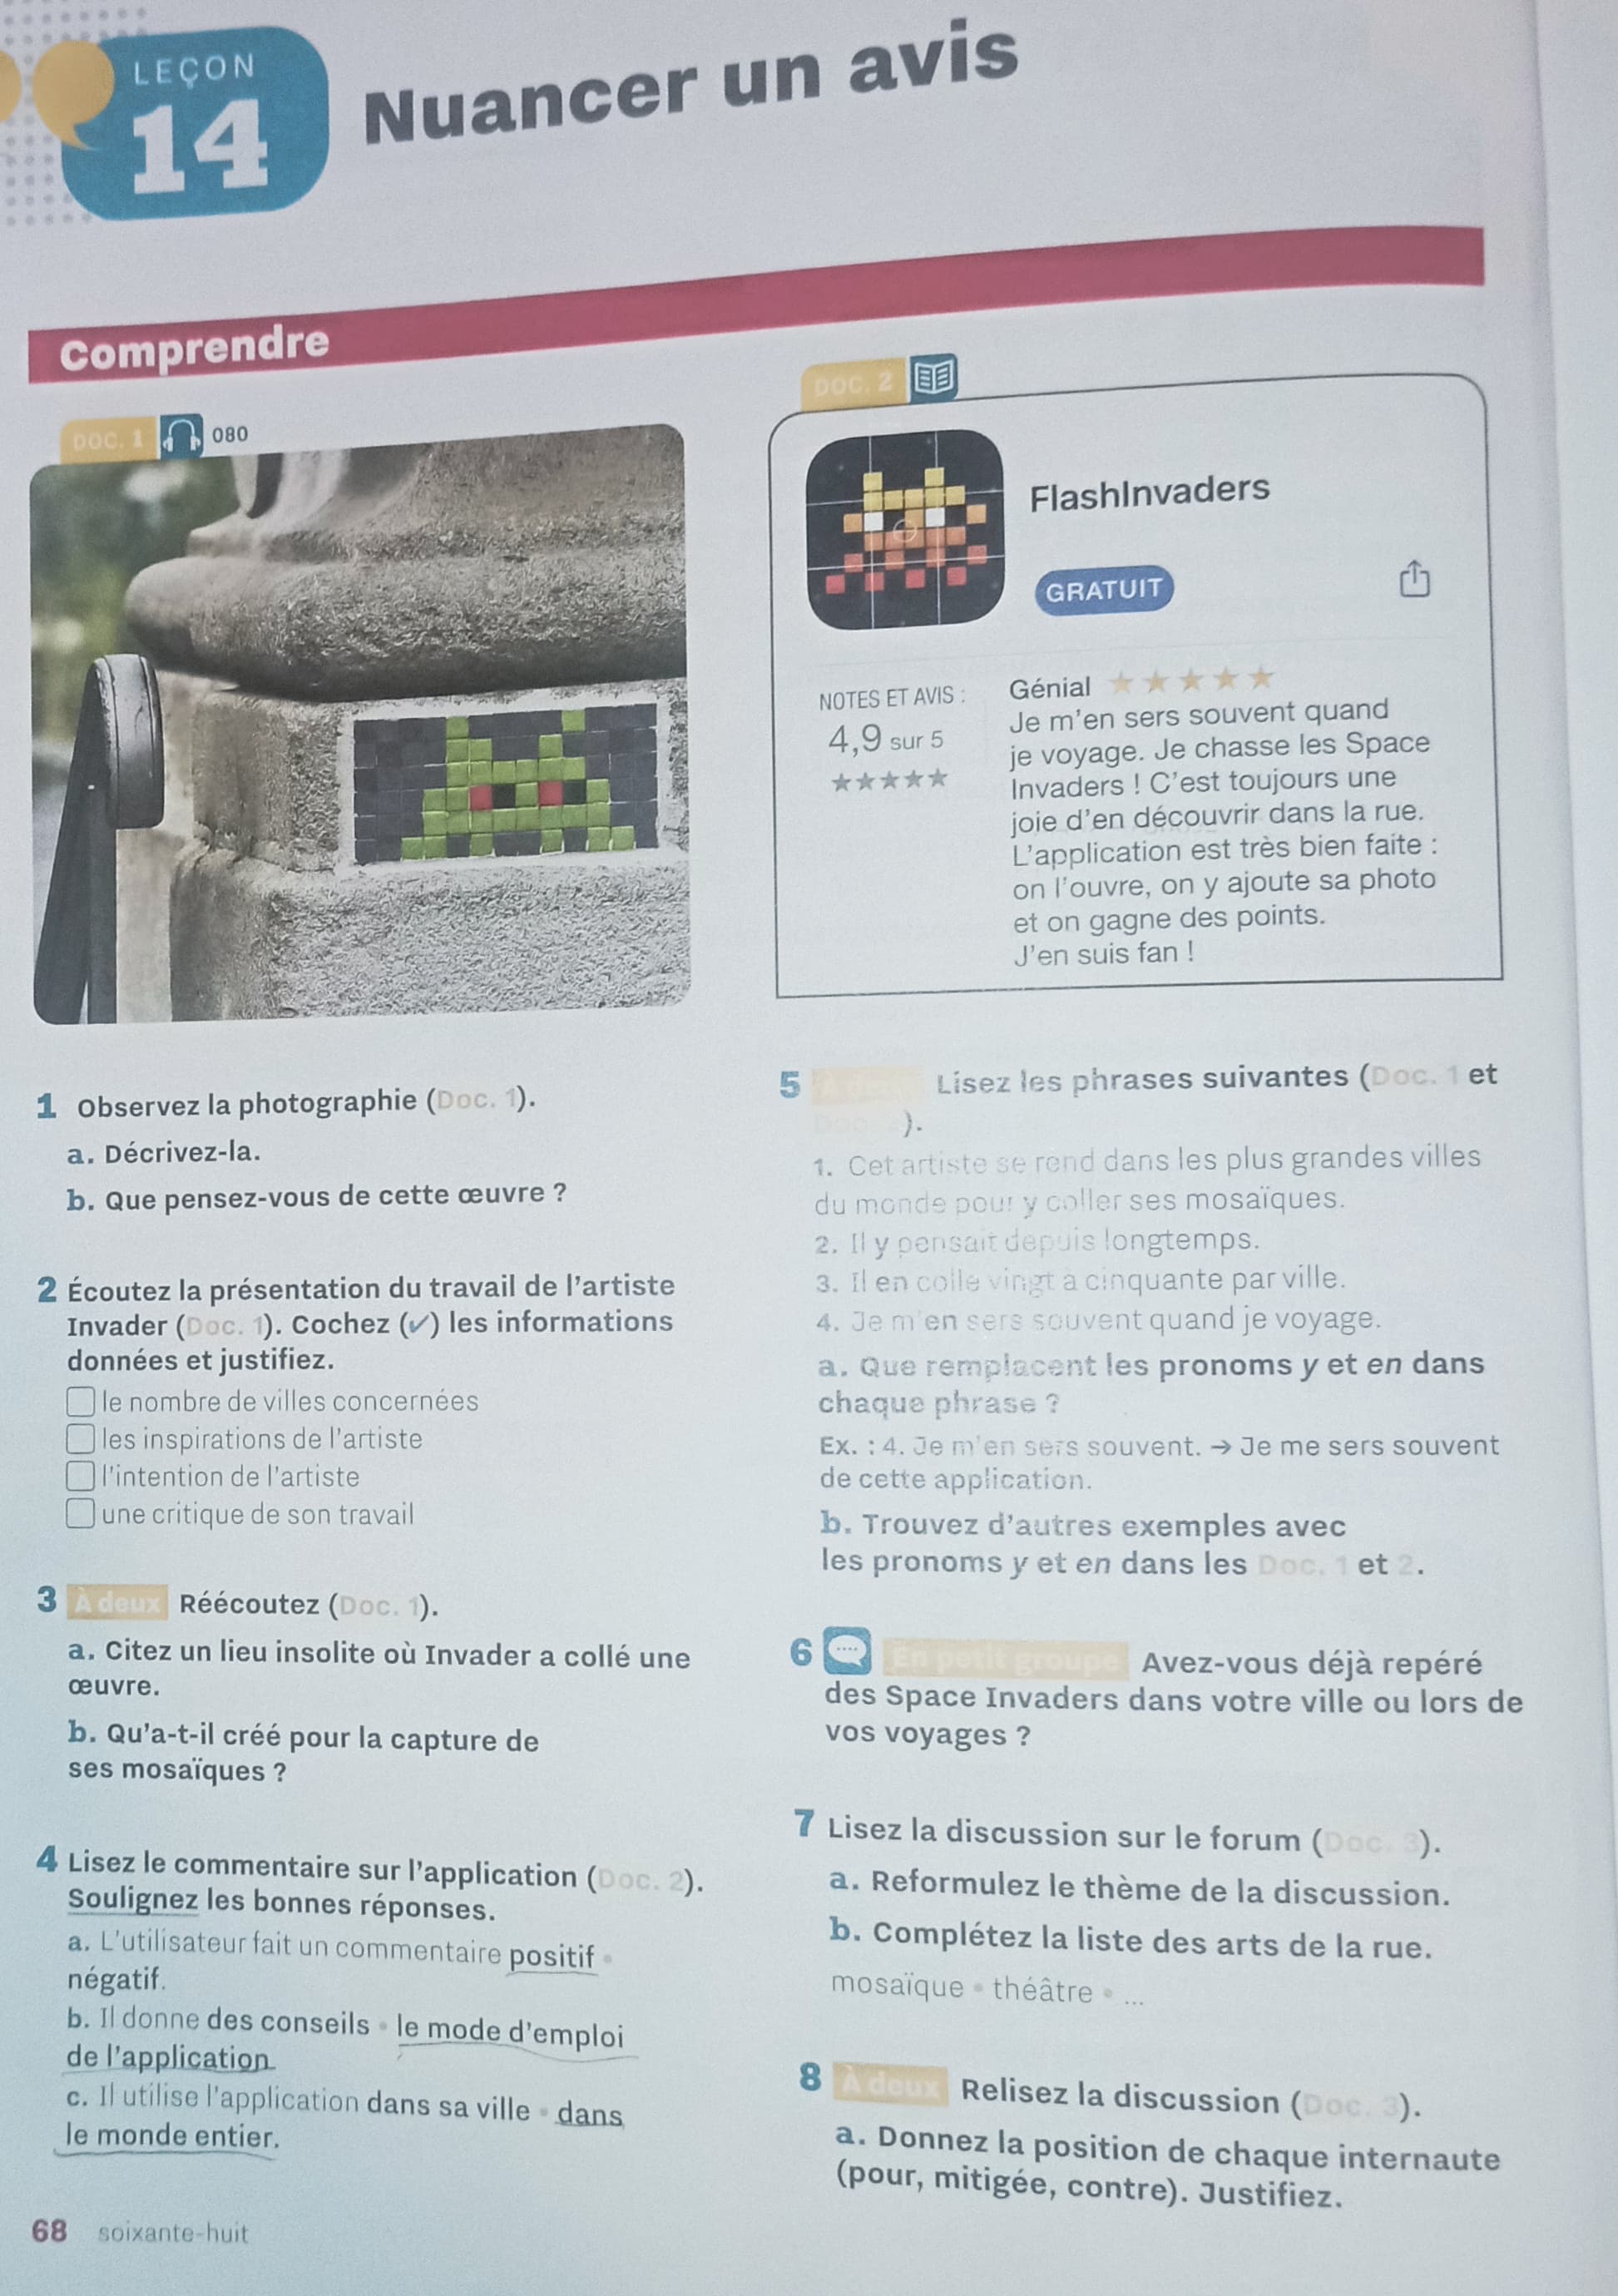 LEÇON
14
Nuancer un avis
Comprendre
DOC. 1
080
DOC. 2
FlashInvaders
GRATUIT
NOTES ET AVIS :
4,9 sur 5
★★★★★
Génial ★★★★★
Je m'en sers souvent quand
je voyage. Je chasse les Space
Invaders ! C'est toujours une
joie d'en découvrir dans la rue.
L'application est très bien faite :
on l'ouvre, on y ajoute sa photo
et on gagne des points.
J'en suis fan !
1 Observez la photographie (Doc. 1).
a. Décrivez-la.
b. Que pensez-vous de cette œuvre ?
2 Écoutez la présentation du travail de l'artiste
Invader (Doc. 1). Cochez (✓) les informations
données et justifiez.
☐ le nombre de villes concernées
☐ les inspirations de l'artiste
☐ l'intention de l'artiste
☐ une critique de son travail
3 À deux Réécoutez (Doc. 1).
a. Citez un lieu insolite où Invader a collé une
œuvre.
b. Qu'a-t-il créé pour la capture de
ses mosaïques ?
4 Lisez le commentaire sur l'application (Doc. 2).
Soulignez les bonnes réponses.
a. L'utilisateur fait un commentaire positif •
négatif.
b. Il donne des conseils • le mode d'emploi
de l'application
c. Il utilise l'application dans sa ville • dans
le monde entier.
68 soixante-huit
5 Lisez les phrases suivantes (Doc. 1 et
).
1. Cet artiste se rend dans les plus grandes villes
du monde pour y coller ses mosaïques.
2. Il y pensait depuis longtemps.
3. Il en colle vingt à cinquante par ville.
4. Je m'en sers souvent quand je voyage.
a. Que remplacent les pronoms y et en dans
chaque phrase ?
Ex. : 4. Je m'en sers souvent. → Je me sers souvent
de cette application.
b. Trouvez d'autres exemples avec
les pronoms y et en dans les Doc. 1 et 2.
6 En petit groupe Avez-vous déjà repéré
des Space Invaders dans votre ville ou lors de
vos voyages ?
7 Lisez la discussion sur le forum (Doc. 3).
a. Reformulez le thème de la discussion.
b. Complétez la liste des arts de la rue.
mosaïque • théâtre • ...
8 À deux Relisez la discussion (Doc. 3).
a. Donnez la position de chaque internaute
(pour, mitigée, contre). Justifiez.